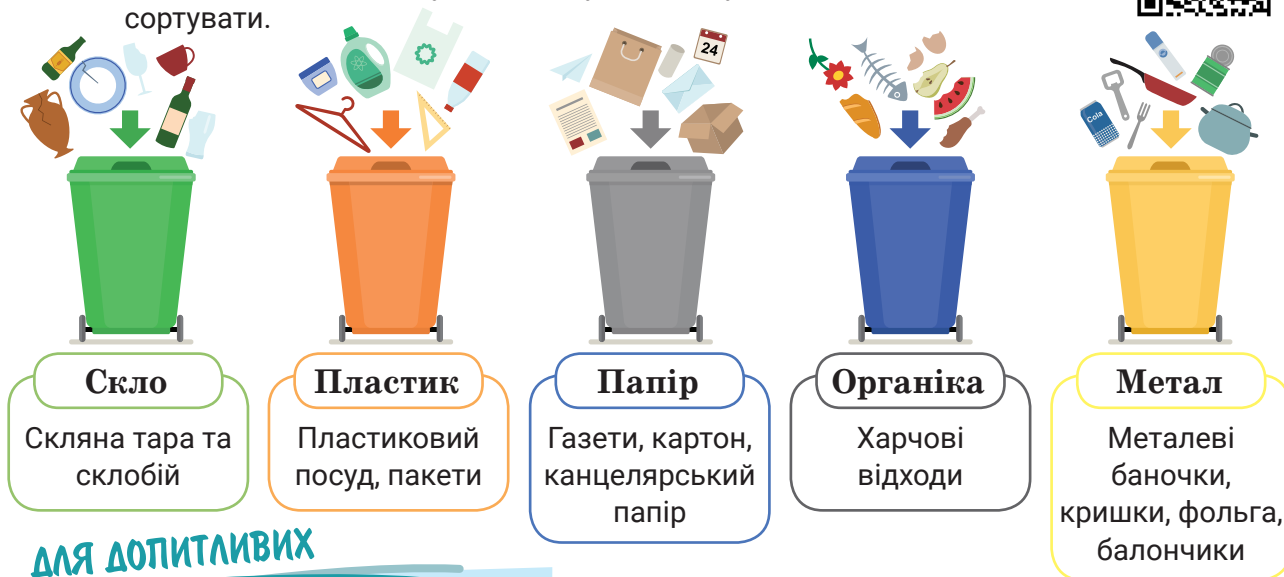 сортувати.
24
Cola
Скло
Скляна тара та
склобій
Пластик
Пластиковий
посуд, пакети
Папір
Газети, картон,
канцелярський
папір
Органіка
Харчові
відходи
Метал
Металеві
баночки,
кришки, фольга,
балончики
ДЛЯ ДОПИТЛИВИХ